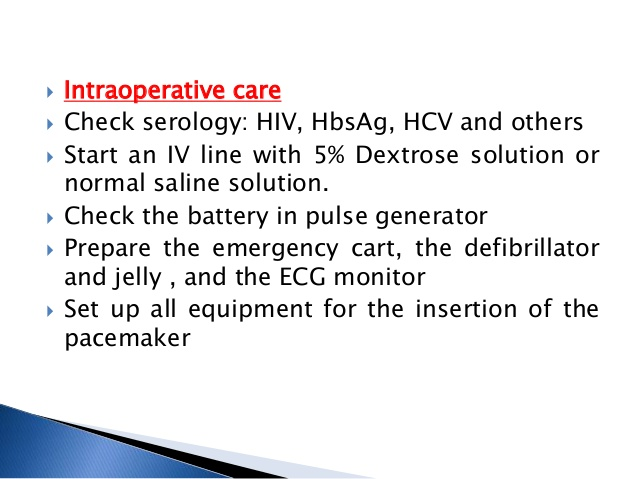 Intraoperative care
Check serology: HIV, HbsAg, HCV and others
Start an IV line with 5% Dextrose solution or
normal saline solution.
Check the battery in pulse generator
Prepare the emergency cart, the defibrillator
and jelly , and the ECG monitor
Set up all equipment for the insertion of the
pacemaker